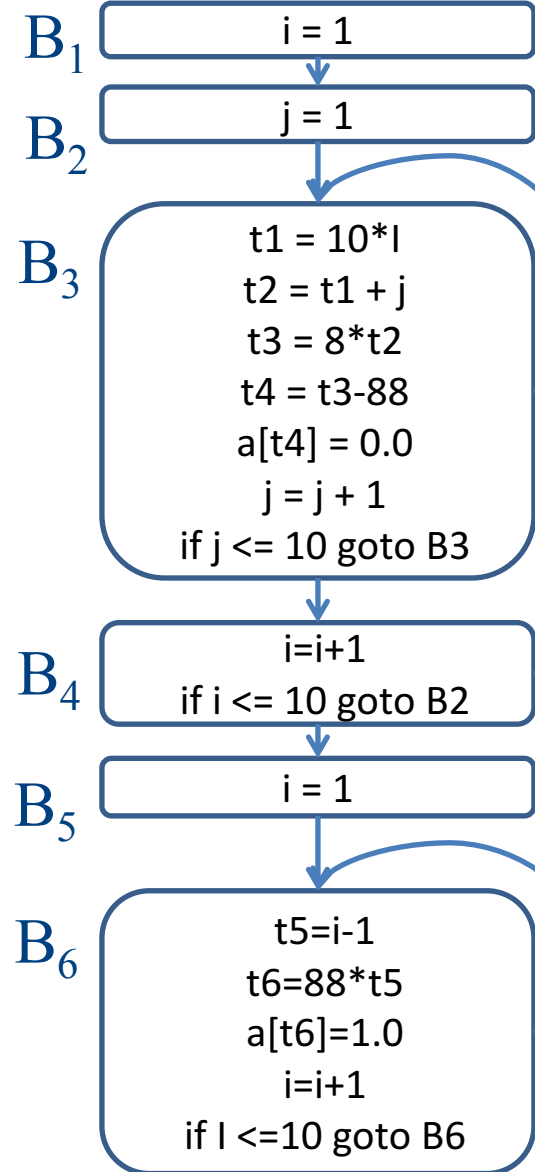 B1
i = 1
B2
j = 1
B3
t1 = 10*I
t2 = t1 + j
t3 = 8*t2
t4 = t3-88
a[t4] = 0.0
j = j + 1
if j <= 10 goto B3
B4
i=i+1
if i <= 10 goto B2
B5
i = 1
B6
t5=i-1
t6=88*t5
a[t6]=1.0
i=i+1
if I <=10 goto B6